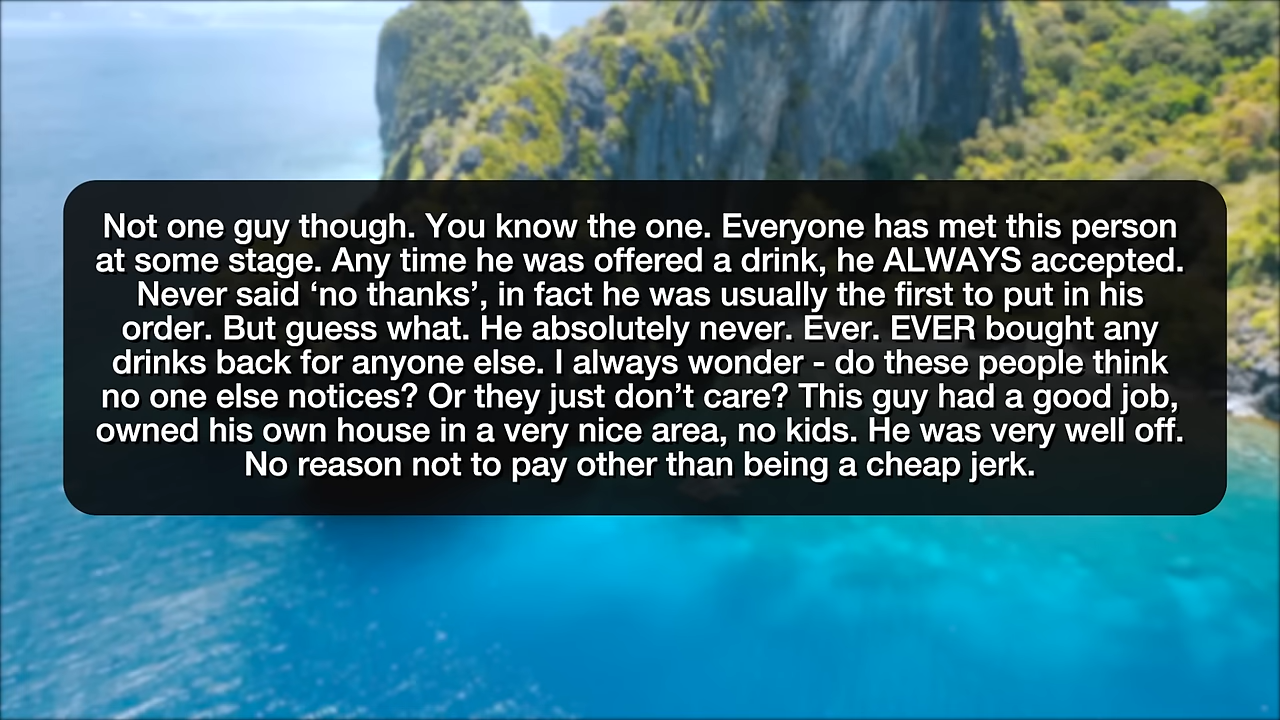 Not one guy though. You know the one. Everyone has met this person
at some stage. Any time he was offered a drink, he ALWAYS accepted.
Never said ‘no thanks’, in fact he was usually the first to put in his
order. But guess what. He absolutely never. Ever. EVER bought any
drinks back for anyone else. I always wonder - do these people think
no one else notices? Or they just don’t care? This guy had a good job,
owned his own house in a very nice area, no kids. He was very well off.
No reason not to pay other than being a cheap jerk.